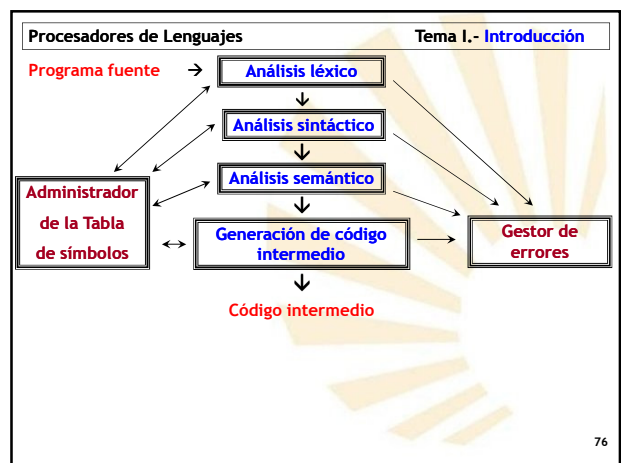 Procesadores de Lenguajes Tema I.- Introducción
Programa fuente → Análisis léxico
Análisis sintáctico
Análisis semántico
Administrador
de la Tabla
de símbolos
Generación de código
intermedio
Gestor de
errores
Código intermedio
76